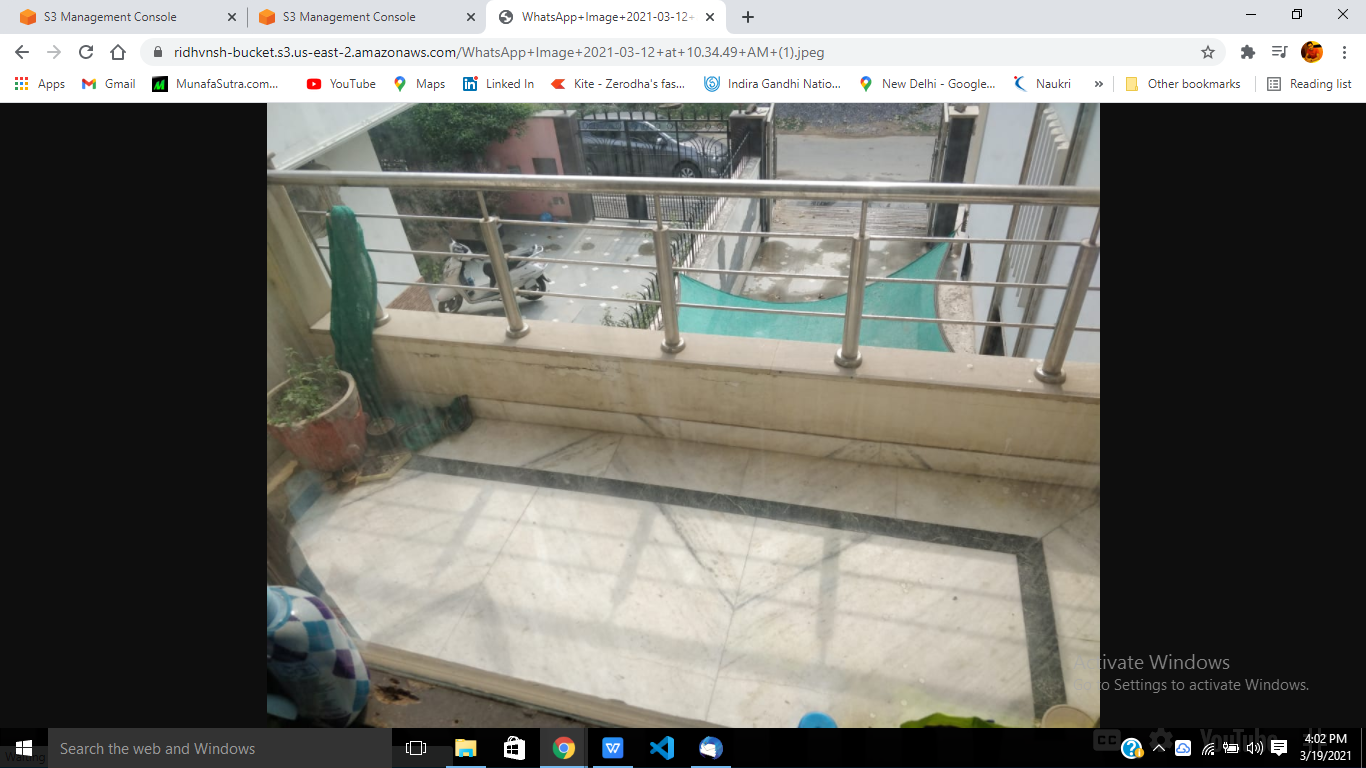 S3 Management Console
S3 Management Console
WhatsApp+Image+2021-03-12+
ridhvnsh-bucket.s3.us-east-2.amazonaws.com/WhatsApp+Image+2021-03-12+at+10.34.49+AM+(1).jpeg
Apps
Gmail
MunafaSutra.com...
YouTube
Maps
Linked In
Kite - Zerodha's fas...
Indira Gandhi Natio...
New Delhi - Google...
Naukri
»
Other bookmarks
Reading list
Activate Windows
to Settings to activate Windows.
CC
YouTube
Search the web and Windows
4:02 PM
3/19/2021
Waiting